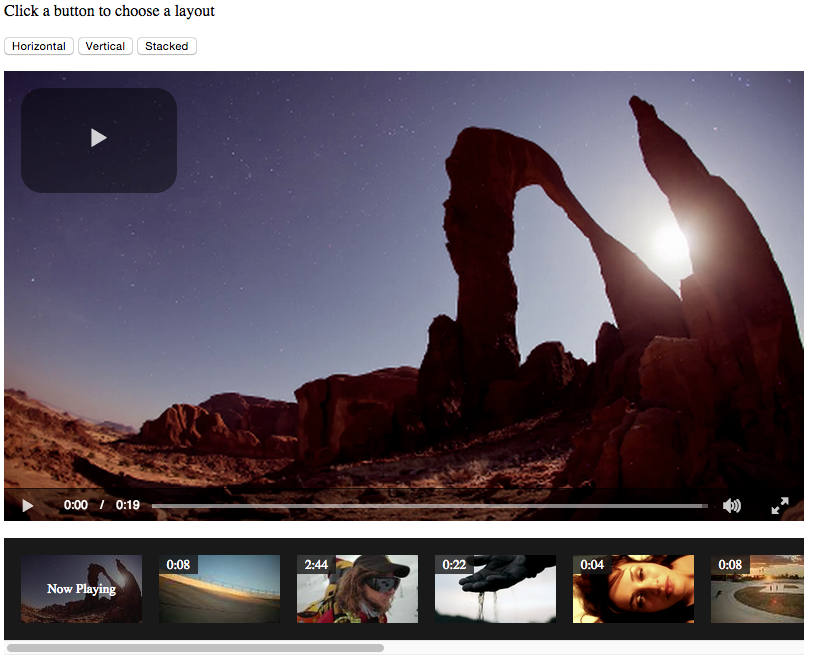 Click a button to choose a layout
Horizontal Vertical Stacked
0:00 / 0:19
Now Playing 0:08 2:44 0:22 0:04 0:08